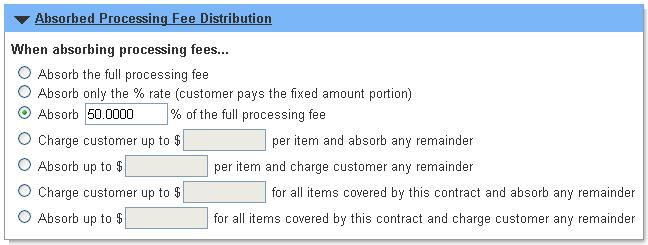 Absorbed Processing Fee Distribution
When absorbing processing fees...
Absorb the full processing fee
Absorb only the % rate (customer pays the fixed amount portion)
Absorb 50.0000 % of the full processing fee
Charge customer up to $ per item and absorb any remainder
Absorb up to $ per item and charge customer any remainder
Charge customer up to $ for all items covered by this contract and absorb any remainder
Absorb up to $ for all items covered by this contract and charge customer any remainder